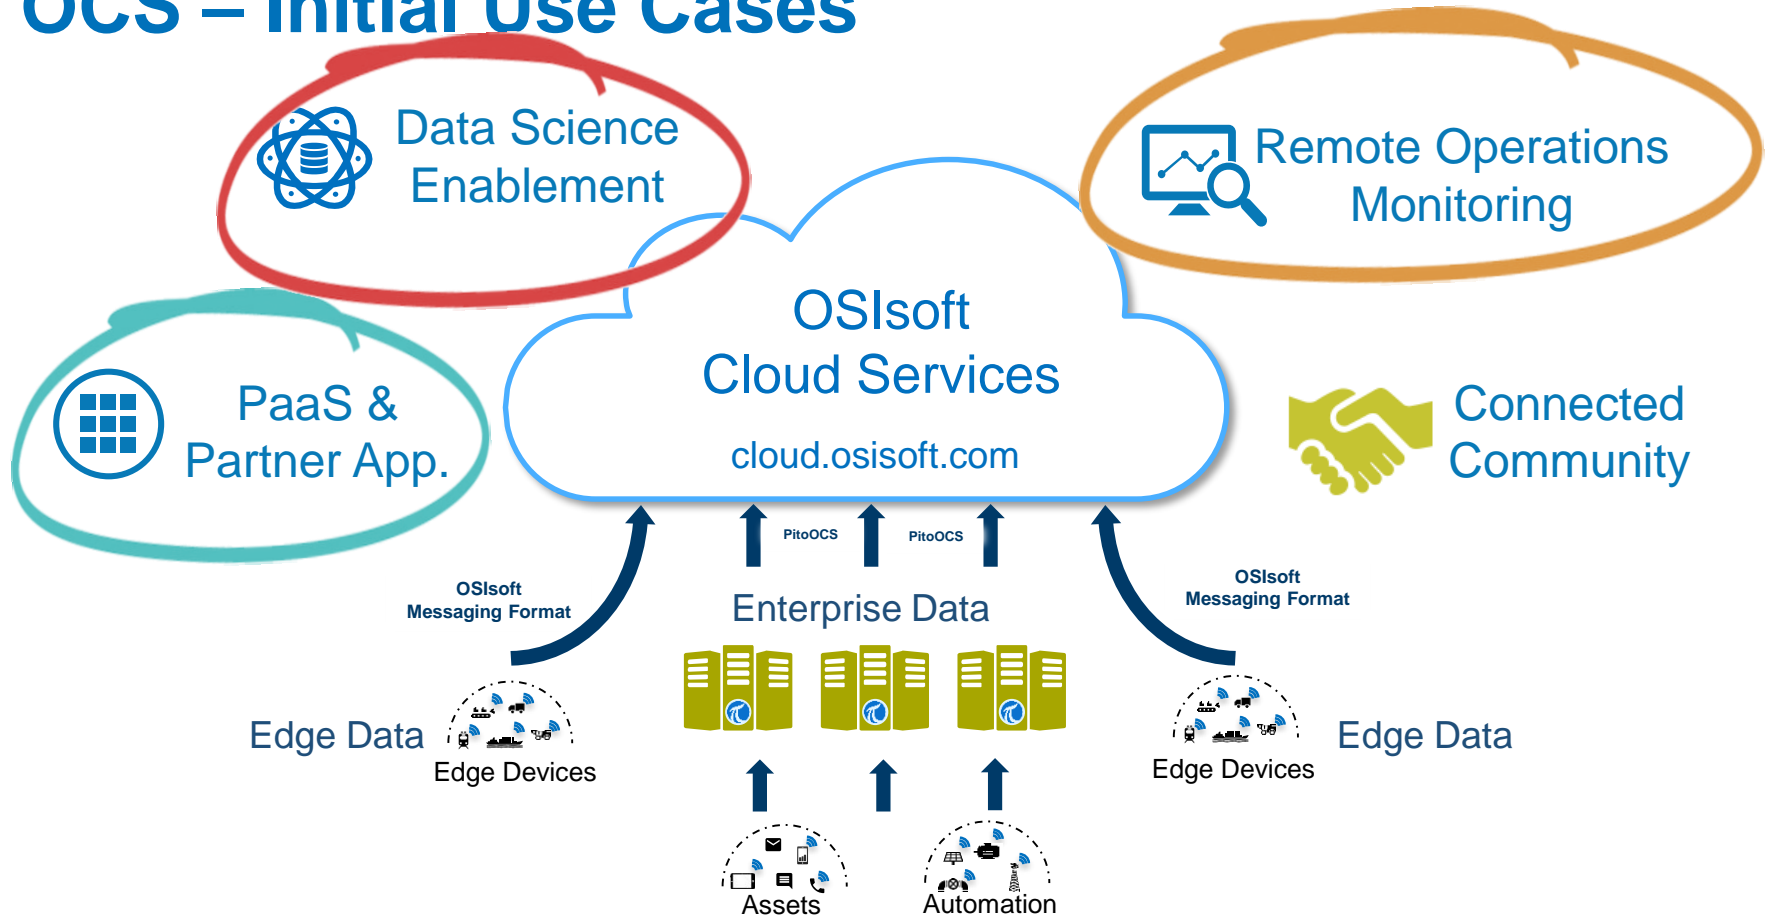 OCS – Initial Use Cases
Data Science
Enablement
Remote Operations
Monitoring
PaaS &
Partner App.
OSIsoft
Cloud Services
cloud.osisoft.com
Connected
Community
PitoOCS
PitoOCS
OSIsoft
Messaging Format
OSIsoft
Messaging Format
Enterprise Data
Edge Data
Edge Devices
Edge Devices
Edge Data
Assets
Automation